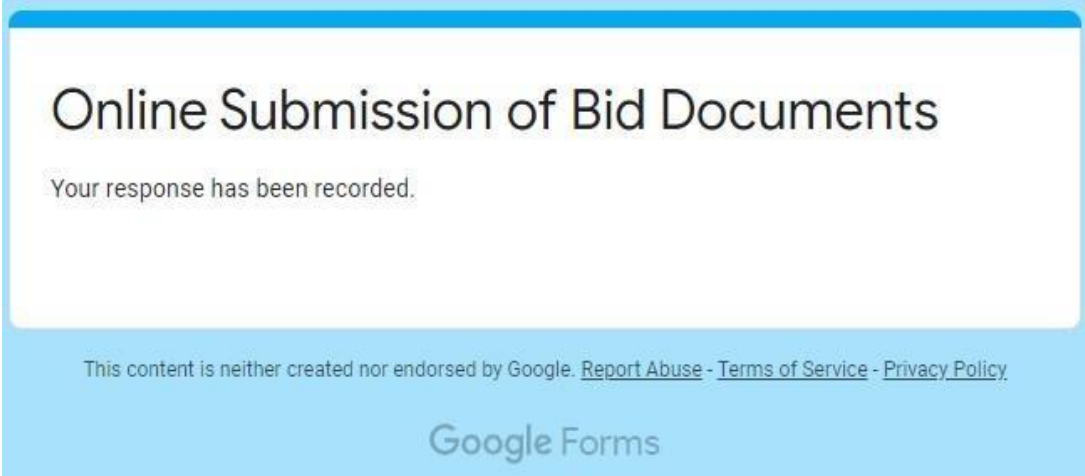 Online Submission of Bid Documents
Your response has been recorded.
This content is neither created nor endorsed by Google. Report Abuse - Terms of Service - Privacy Policy
Google Forms